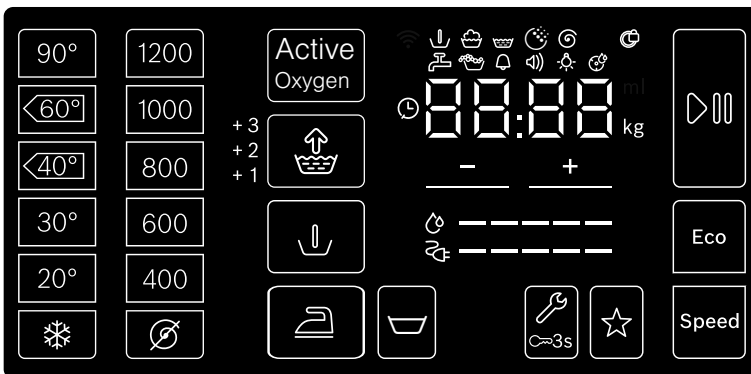 90°
60°
40°
30°
20°
1200
1000
800
600
400
+ 3
+ 2
+ 1
Active
Oxygen
88:88
ml
kg
− +
3s
Eco
Speed